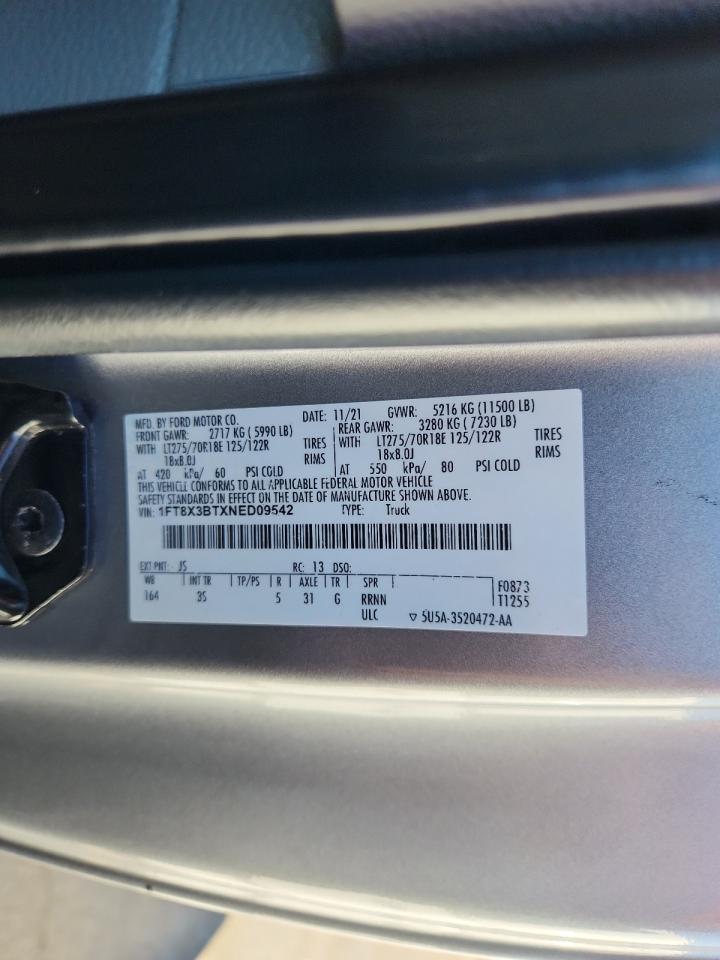 MFD. BY FORD MOTOR CO. DATE: 11/21 GVWR: 5216 KG (11500 LB)
FRONT GAWR: 2717 KG ( 5990 LB) REAR GAWR: 3280 KG ( 7230 LB)
WITH LT275/70R18E 125/122R TIRES WITH LT275/70R18E 125/122R TIRES
18x8.0J RIMS 18x8.0J RIMS
AT 420 kPa/ 60 PSI COLD AT 550 kPa/ 80 PSI COLD
THIS VEHICLE CONFORMS TO ALL APPLICABLE FEDERAL MOTOR VEHICLE
SAFETY STANDARDS IN EFFECT ON THE DATE OF MANUFACTURE SHOWN ABOVE.
VIN: 1FT8X3BTXNED09542 TYPE: Truck
EXT PNT: JS RC: 13 DSO:
WB INT TR TP/PS R AXLE TR SPR F0873
164 3S 5 31 G RRNN T1255
ULC ▽ 5U5A-3520472-AA